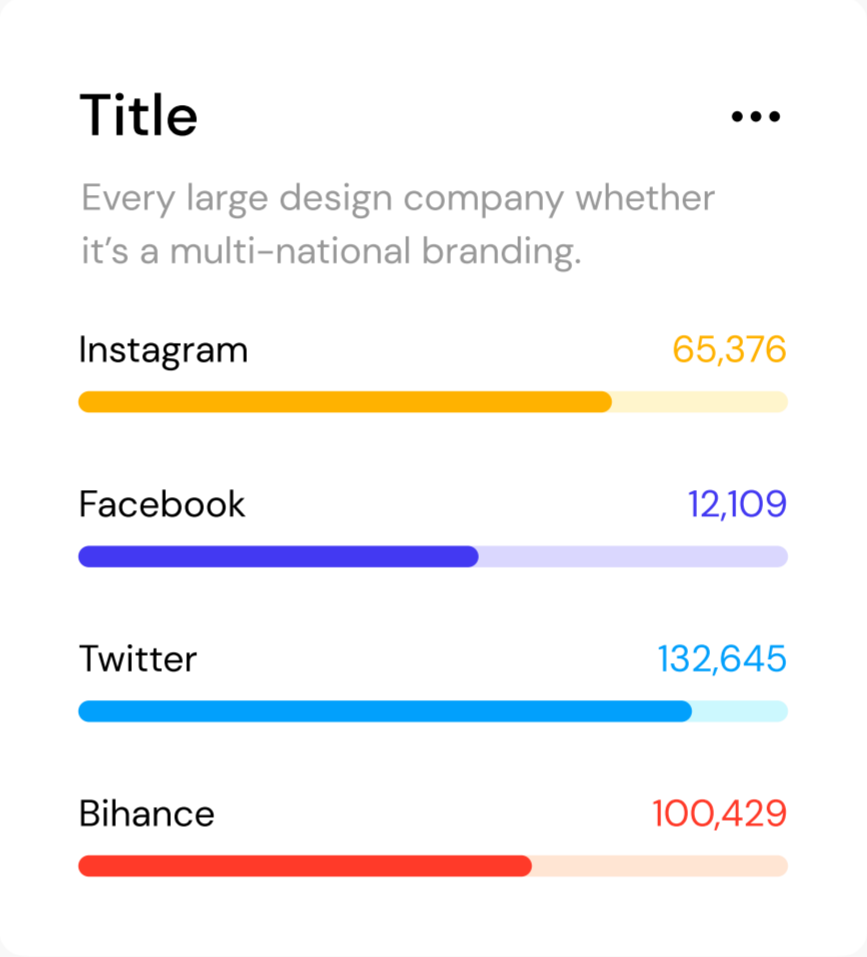 Title
Every large design company whether
it’s a multi-national branding.
Instagram 65,376
Facebook 12,109
Twitter 132,645
Bihance 100,429